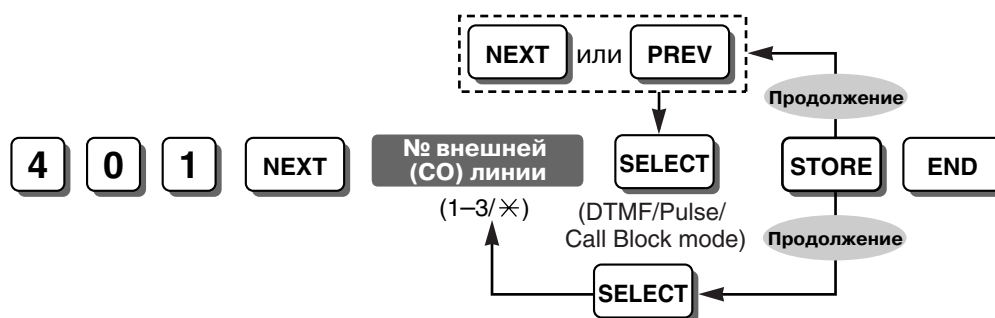 NEXT или PREV
Продолжение
4 0 1 NEXT
№ внешней
(CO) линии
SELECT
STORE
END
(1–3/✳)
(DTMF/Pulse/
Call Block mode)
Продолжение
SELECT